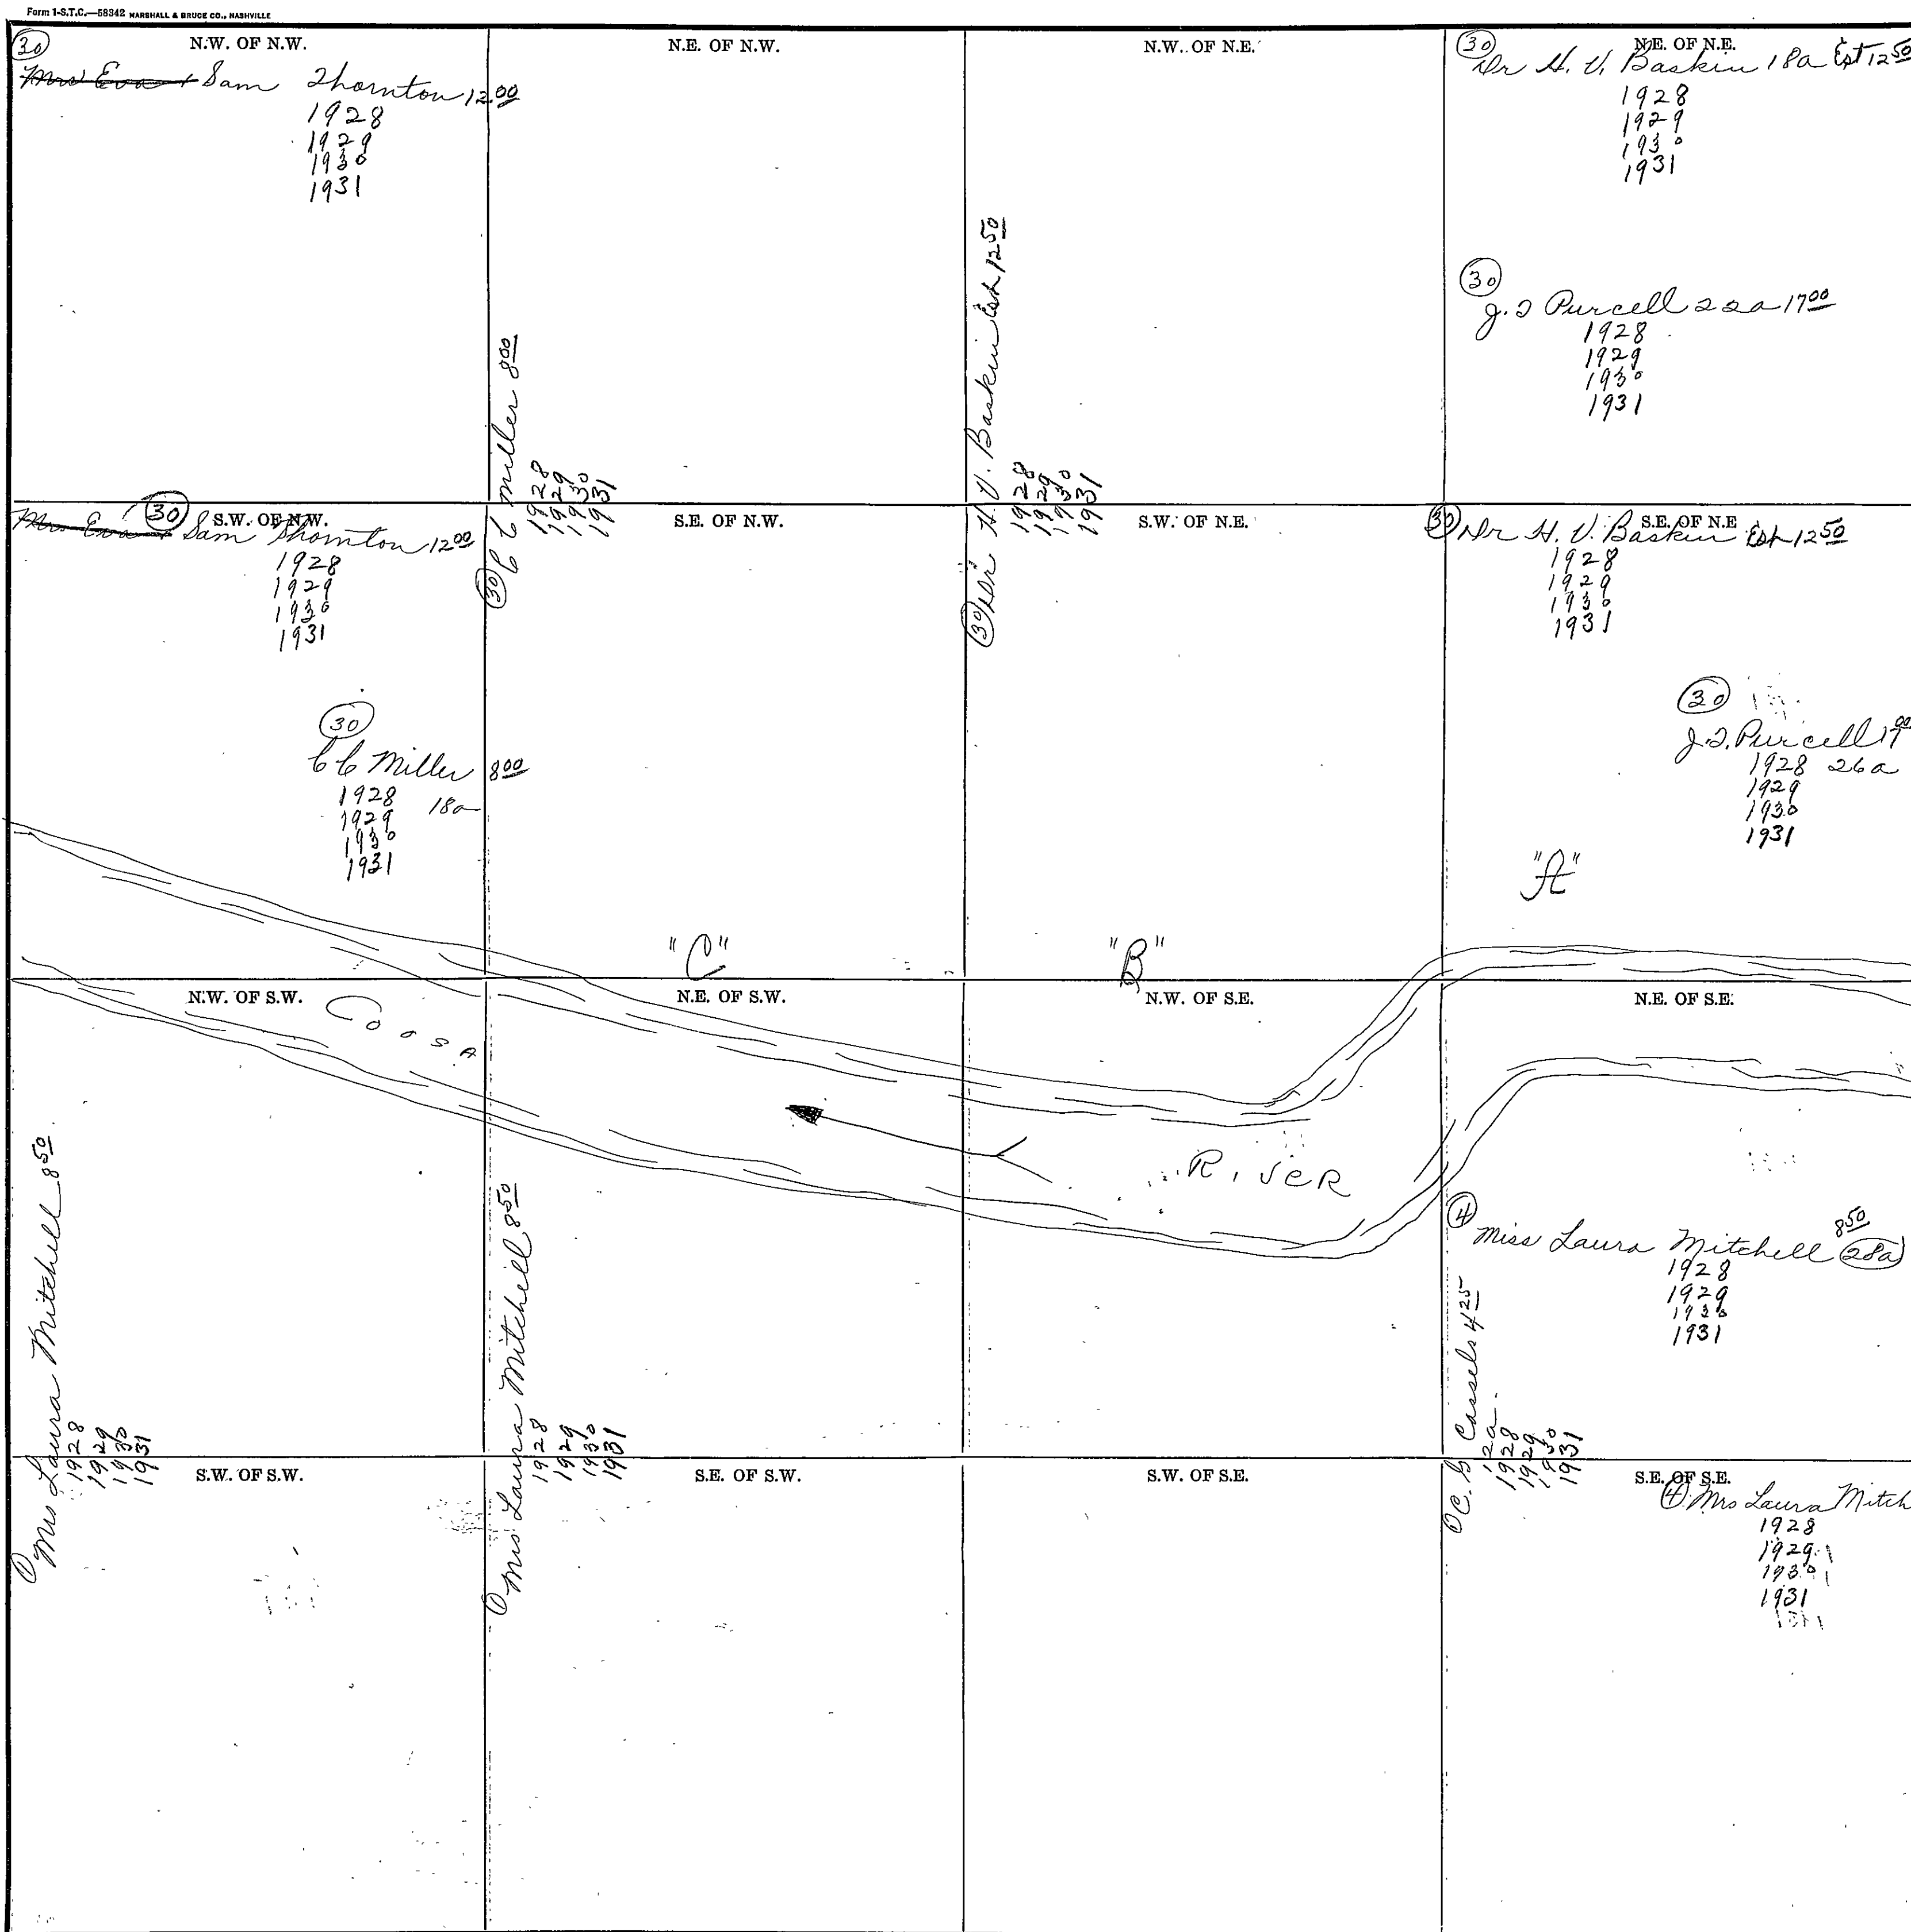 Form 1-S.T.C.—58342 MARSHALL & BRUCE CO., NASHVILLE
N.W. OF N.W.
30
Mrs Eva + Sam Thornton 12 00
1928
1929
1930
1931
N.E. OF N.W.
C C Miller 8 00
30
1928
1929
1930
1931
N.W. OF N.E.
30 Dr H. V. Baskin Est 12 50
1928
1929
1930
1931
N.E. OF N.E.
30
Dr H. V. Baskin 18a Est 12 50
1928
1929
1930
1931
30
J. T Purcell 22a 17 00
1928
1929
1930
1931
S.W. OF N.W.
30
Mrs Eva + Sam Thornton 12 00
1928
1929
1930
1931
30
C C Miller 8 00
1928 18a
1929
1930
1931
S.E. OF N.W.
"C"
S.W. OF N.E.
"B"
S.E. OF N.E
30 Dr H. V. Baskin Est 12 50
1928
1929
1930
1931
30
J. T. Purcell 17 00
1928 26a
1929
1930
1931
"A"
N.W. OF S.W.
COOSA
1 Mrs Laura Mitchell 8 50
1928
1929
1930
1931
N.E. OF S.W.
1 Mrs Laura Mitchell 8 50
1928
1929
1930
1931
N.W. OF S.E.
RIVER
N.E. OF S.E.
4
Miss Laura Mitchell 8 50 28a
1928
1929
1930
1931
C. B Cassels 4 25
12a
1928
1929
1930
1931
S.W. OF S.W.
S.E. OF S.W.
S.W. OF S.E.
S.E. OF S.E.
4 Mrs Laura Mitch
1928
1929
1930
1931